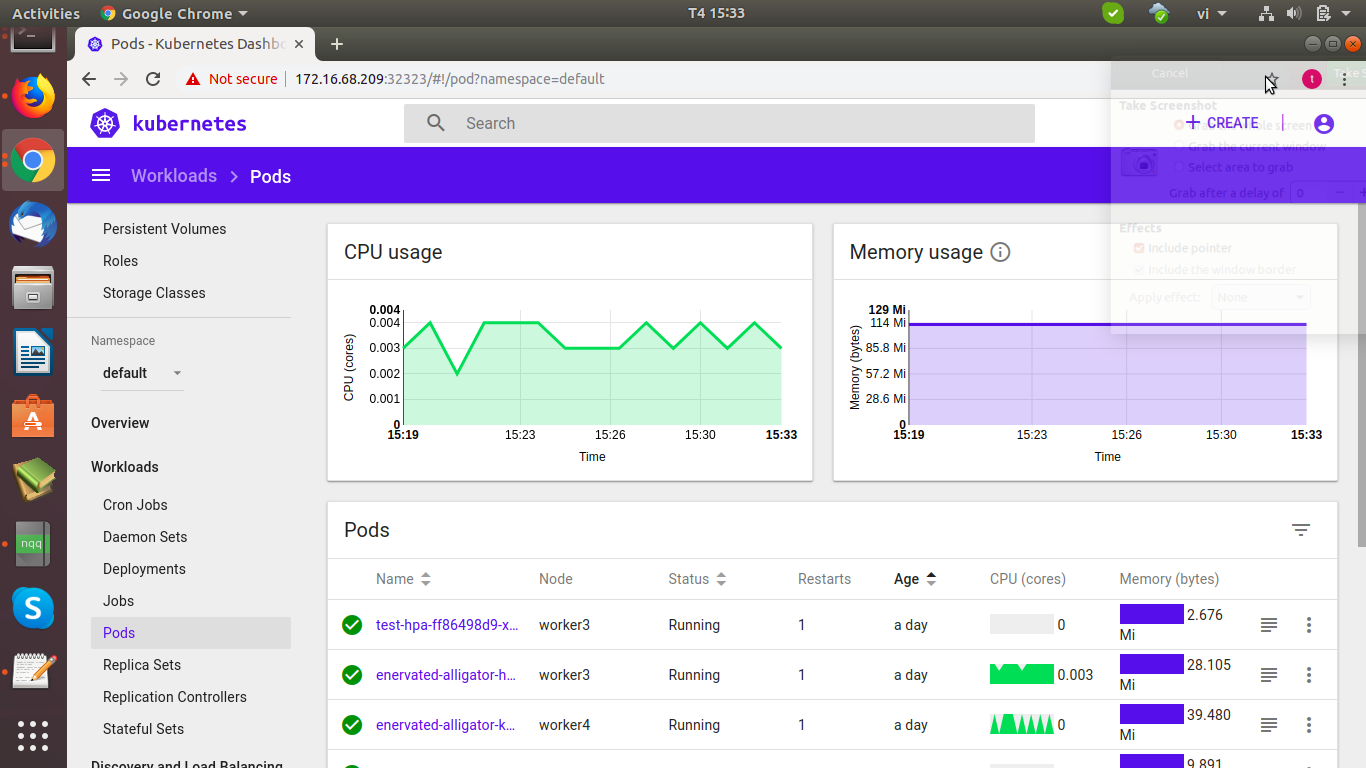 Activities Google Chrome T4 15:33 vi
Pods - Kubernetes Dashbo
Not secure 172.16.68.209:32323/#!/pod?namespace=default t
Cancel Take S
kubernetes Search CREATE
Take Screenshot
Grab the whole screen
Grab the current window
Select area to grab
Grab after a delay of 0
Effects
Include pointer
Include the window border
Apply effect: None
Workloads Pods
Persistent Volumes
Roles
Storage Classes
Namespace
default
Overview
Workloads
Cron Jobs
Daemon Sets
Deployments
Jobs
Pods
Replica Sets
Replication Controllers
Stateful Sets
Discovery and Load Balancing
CPU usage
CPU (cores)
0.004
0.004
0.003
0.002
0.001
0
15:19 15:23 15:26 15:30 15:33
Time
Memory usage
Memory (bytes)
129 Mi
114 Mi
85.8 Mi
57.2 Mi
28.6 Mi
0
15:19 15:23 15:26 15:30 15:33
Time
Pods
Name Node Status Restarts Age CPU (cores) Memory (bytes)
test-hpa-ff86498d9-x... worker3 Running 1 a day 0 2.676 Mi
enervated-alligator-h... worker3 Running 1 a day 0.003 28.105 Mi
enervated-alligator-k... worker4 Running 1 a day 0 39.480 Mi
9.891
nqq